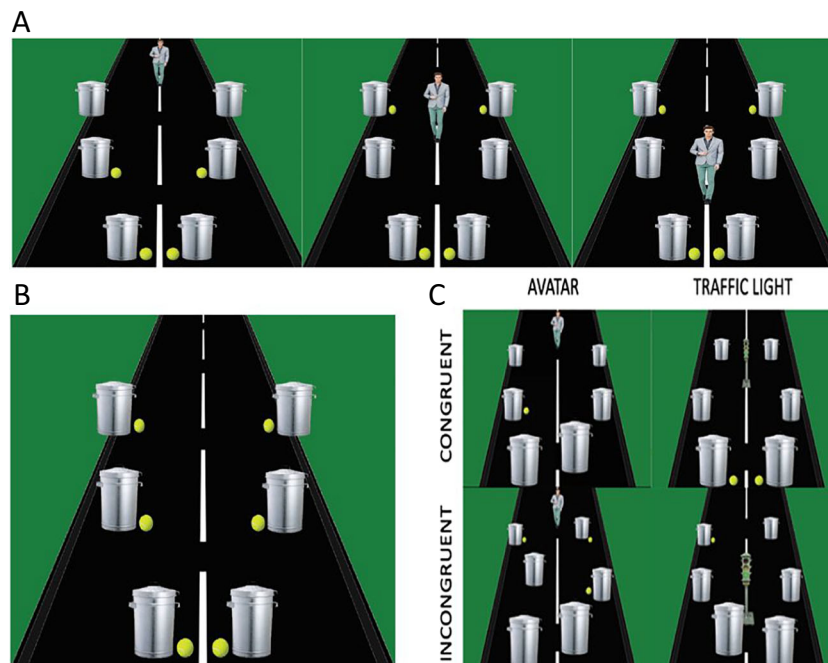 A
B
C
AVATAR
TRAFFIC LIGHT
CONGRUENT
INCONGRUENT